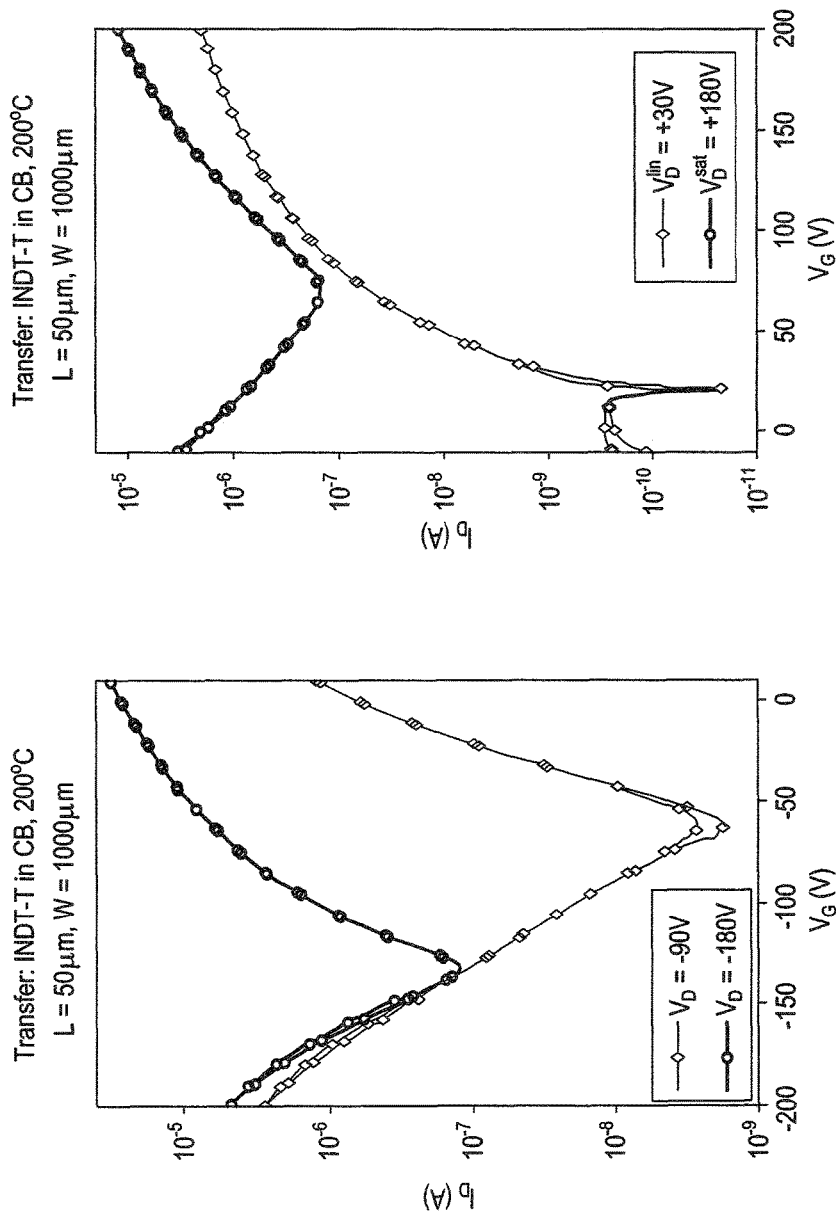 Transfer: INDT-T in CB, 200°C
L = 50μm, W = 1000μm
I_D (A)
10⁻⁵
10⁻⁶
10⁻⁷
10⁻⁸
10⁻⁹
V_D = -90V
V_D = -180V
-200 -150 -100 -50 0
V_G (V)
Transfer: INDT-T in CB, 200°C
L = 50μm, W = 1000μm
I_D (A)
10⁻⁵
10⁻⁶
10⁻⁷
10⁻⁸
10⁻⁹
10⁻¹⁰
10⁻¹¹
V_D^lin = +30V
V_D^sat = +180V
0 50 100 150 200
V_G (V)